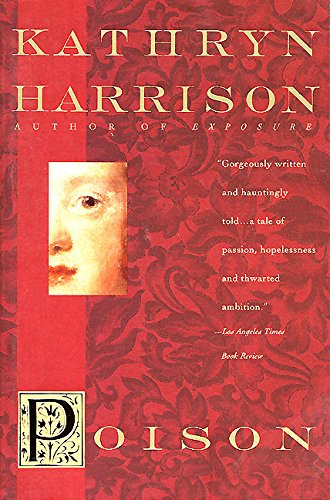 KATHRYN
HARRISON
AUTHOR OF EXPOSURE
"Gorgeously written
and hauntingly
told...a tale of
passion, hopelessness
and thwarted
ambition."
—Los Angeles Times
Book Review
POISON